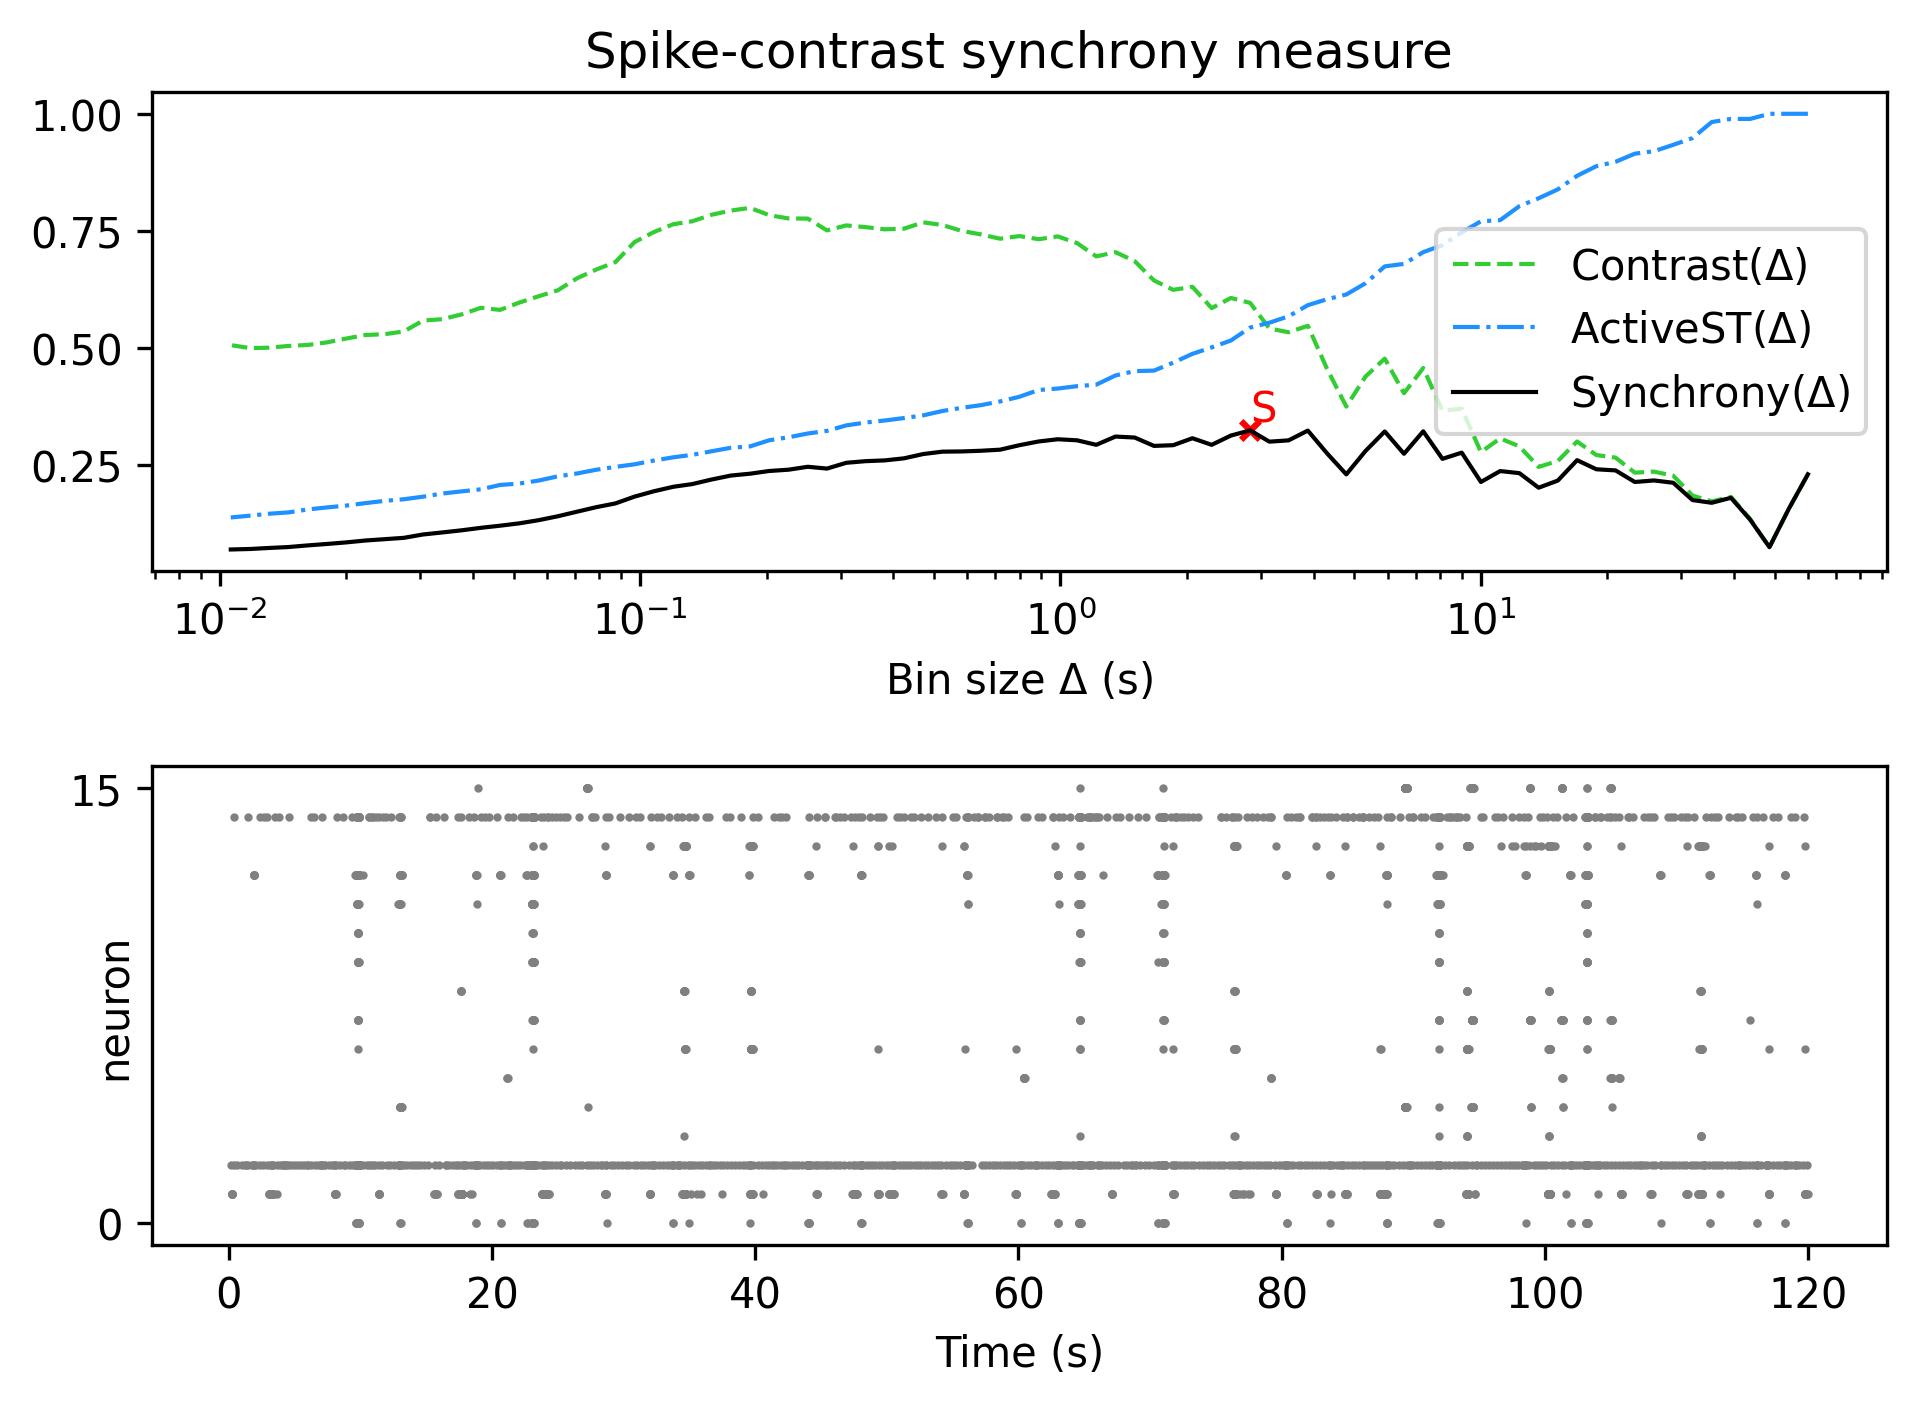 Spike-contrast synchrony measure
1.00
0.75
0.50
0.25
Contrast(Δ)
ActiveST(Δ)
Synchrony(Δ)
S
10⁻² 10⁻¹ 10⁰ 10¹
Bin size Δ (s)
15
0
neuron
0 20 40 60 80 100 120
Time (s)